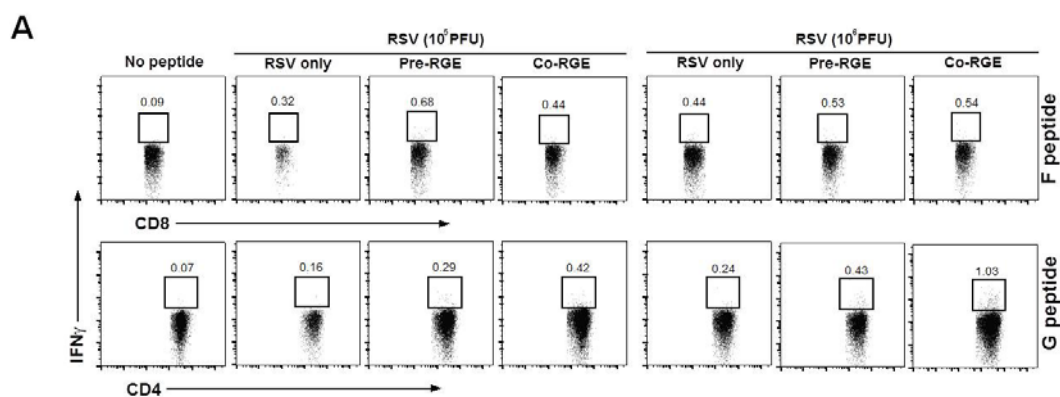 A
RSV (10⁵PFU)
RSV (10⁶PFU)
No peptide
RSV only
Pre-RGE
Co-RGE
RSV only
Pre-RGE
Co-RGE
0.09
0.32
0.68
0.44
0.44
0.53
0.54
F peptide
CD8
0.07
0.16
0.29
0.42
0.24
0.43
1.03
G peptide
IFNγ
CD4